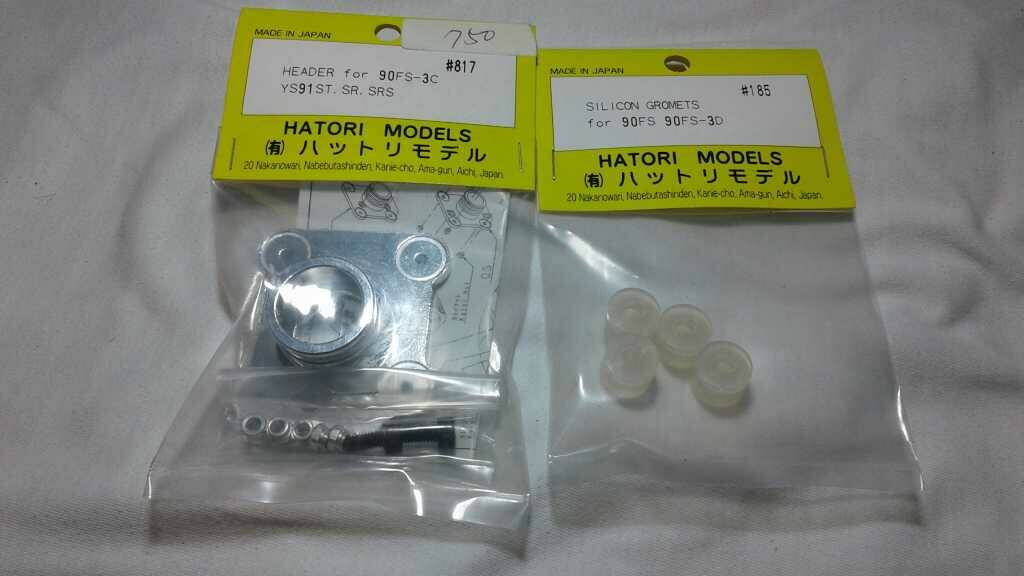 MADE IN JAPAN
750
#817
HEADER for 90FS-3C
YS91ST. SR. SRS
HATORI MODELS
㈲ ハットリモデル
20 Nakanowari, Nabebutashinden, Kanie-cho, Ama-gun, Aichi, Japan.
0.5
MADE IN JAPAN
#185
SILICON GROMETS
for 90FS 90FS-3D
HATORI MODELS
㈲ ハットリモデル
20 Nakanowari, Nabebutashinden, Kanie-cho, Ama-gun, Aichi, Japan.